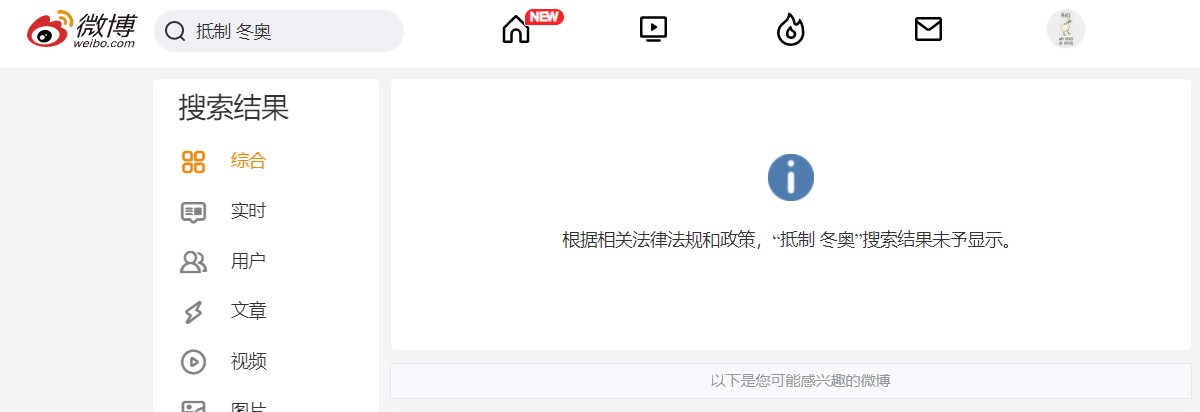 微博
weibo.com
抵制 冬奥
NEW
搜索结果
综合
实时
用户
文章
视频
图片
根据相关法律法规和政策，“抵制 冬奥”搜索结果未予显示。
以下是您可能感兴趣的微博